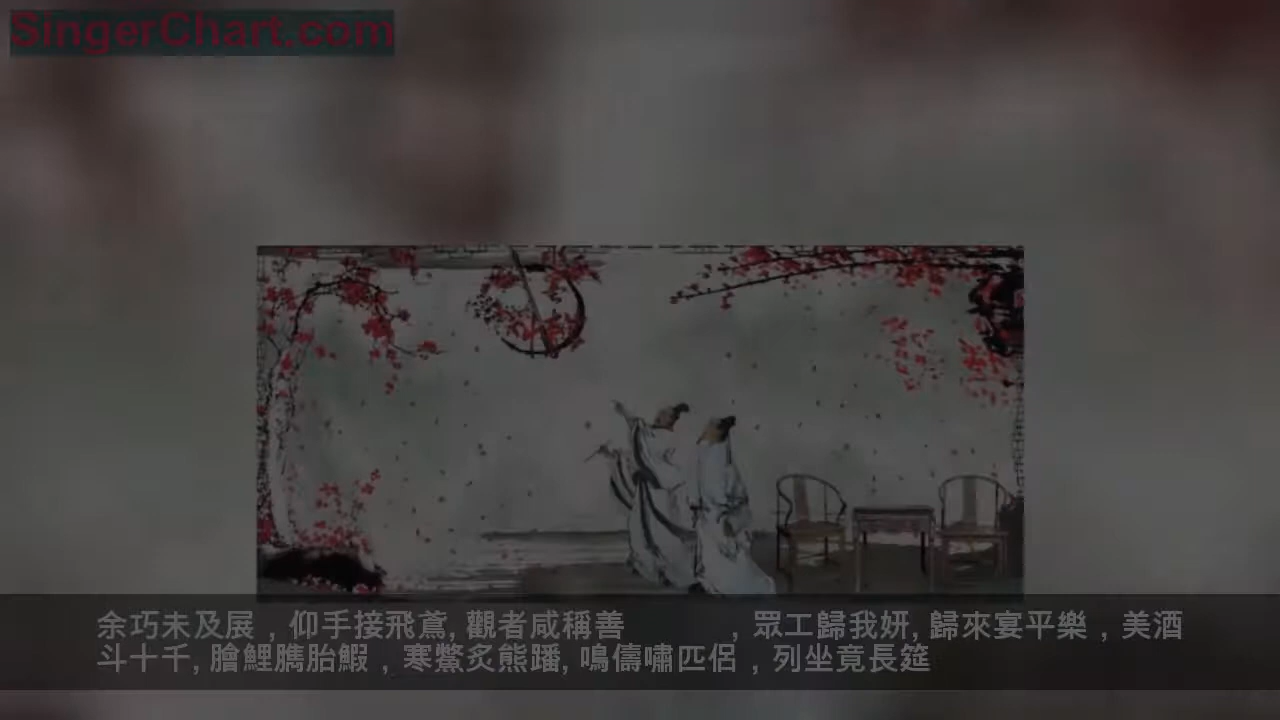 SingerChart.com
余巧未及展，仰手接飛鳶, 觀者咸稱善　　　, 眾工歸我妍, 歸來宴平樂，美酒
斗十千, 膾鯉臇胎鰕，寒鱉炙熊蹯, 鳴儔嘯匹侶，列坐竟長筵